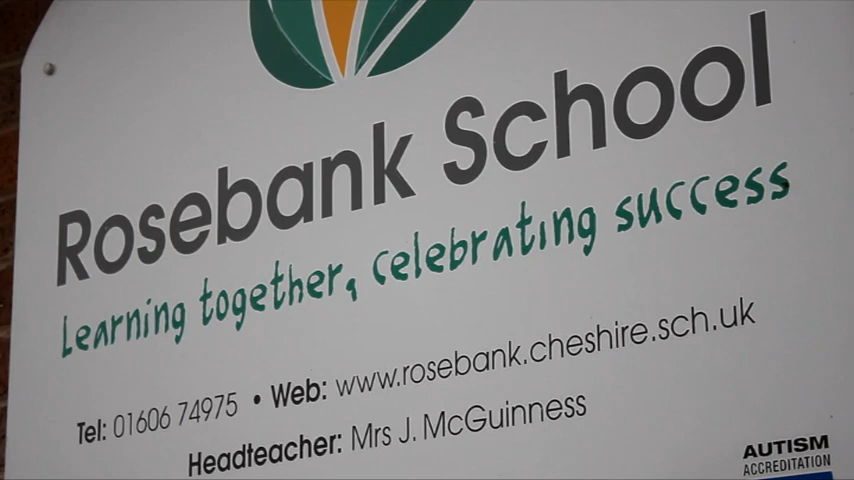 Rosebank School
Learning together, celebrating success
Tel: 01606 74975 • Web: www.rosebank.cheshire.sch.uk
Headteacher: Mrs J. McGuinness
AUTISM
ACCREDITATION